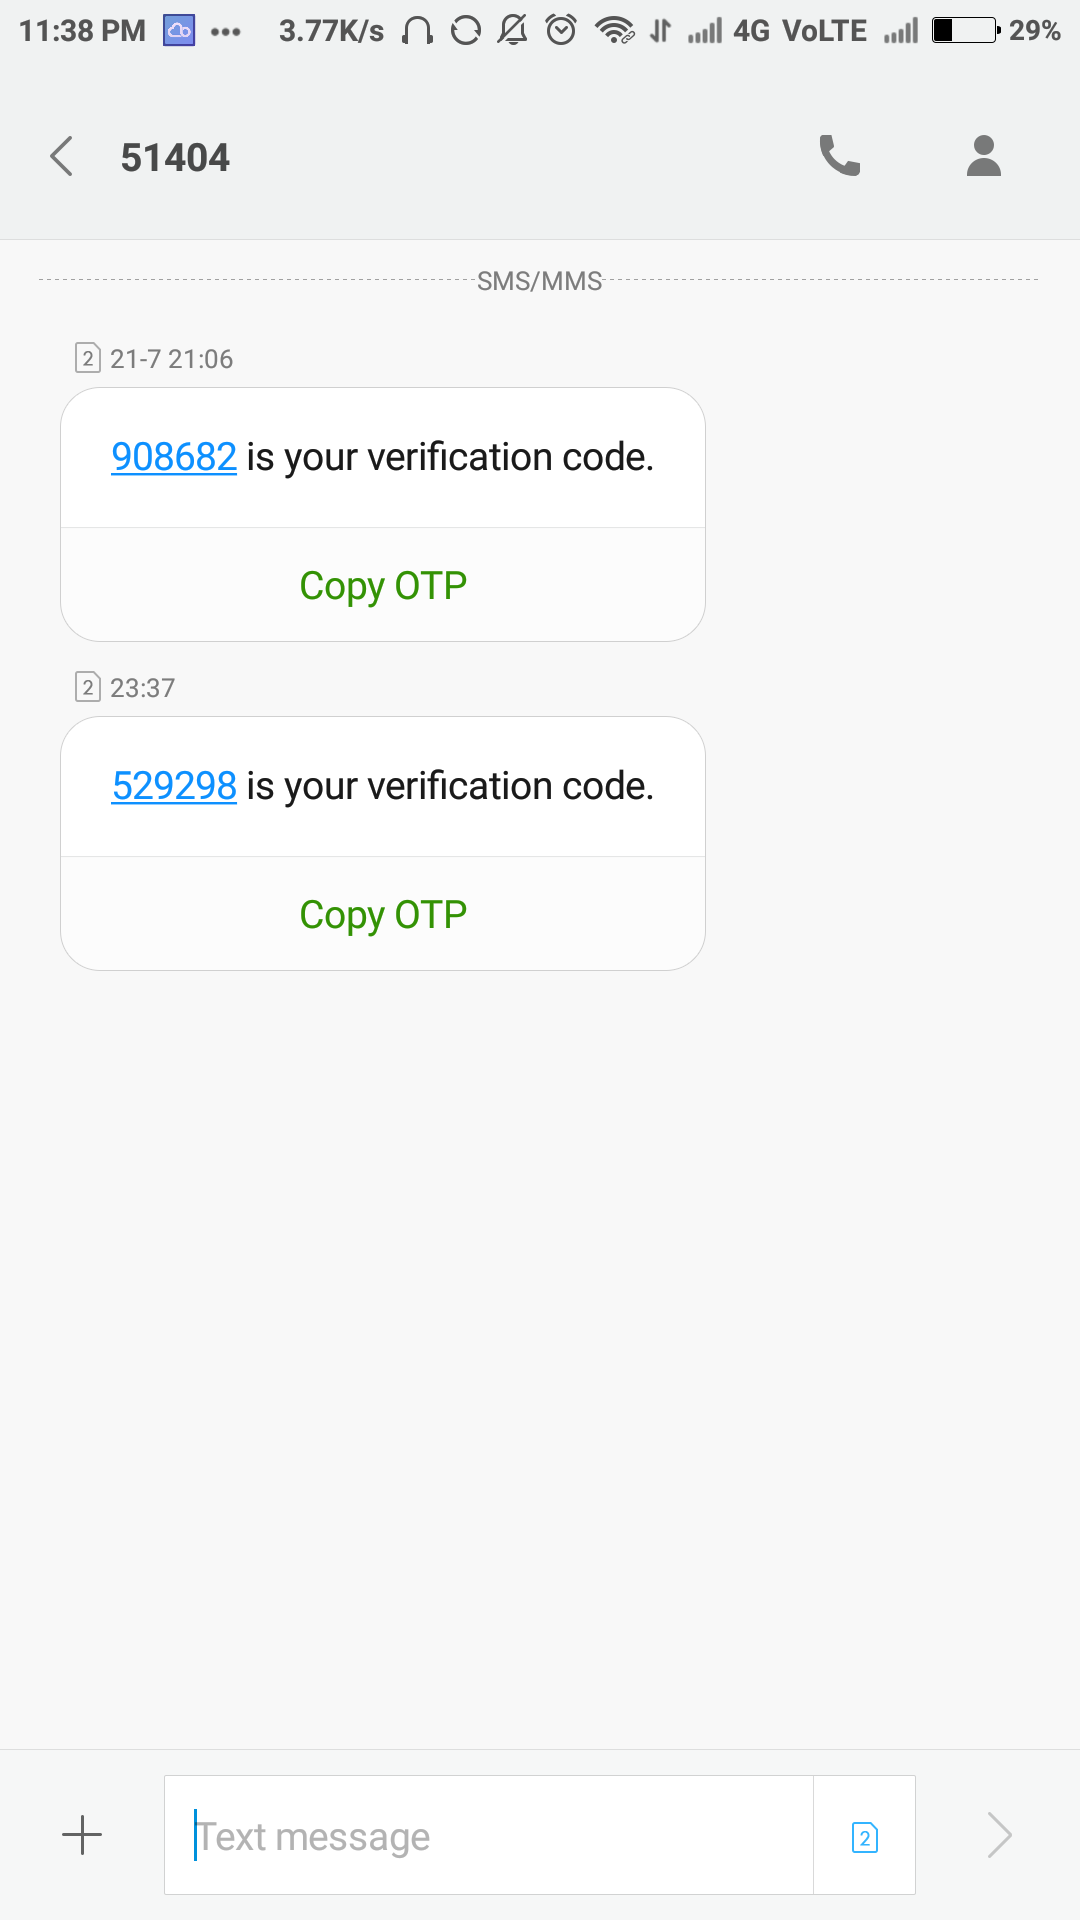 11:38 PM ••• 3.77K/s 4G VoLTE 29%
51404
SMS/MMS
2 21-7 21:06
908682 is your verification code.
Copy OTP
2 23:37
529298 is your verification code.
Copy OTP
Text message 2